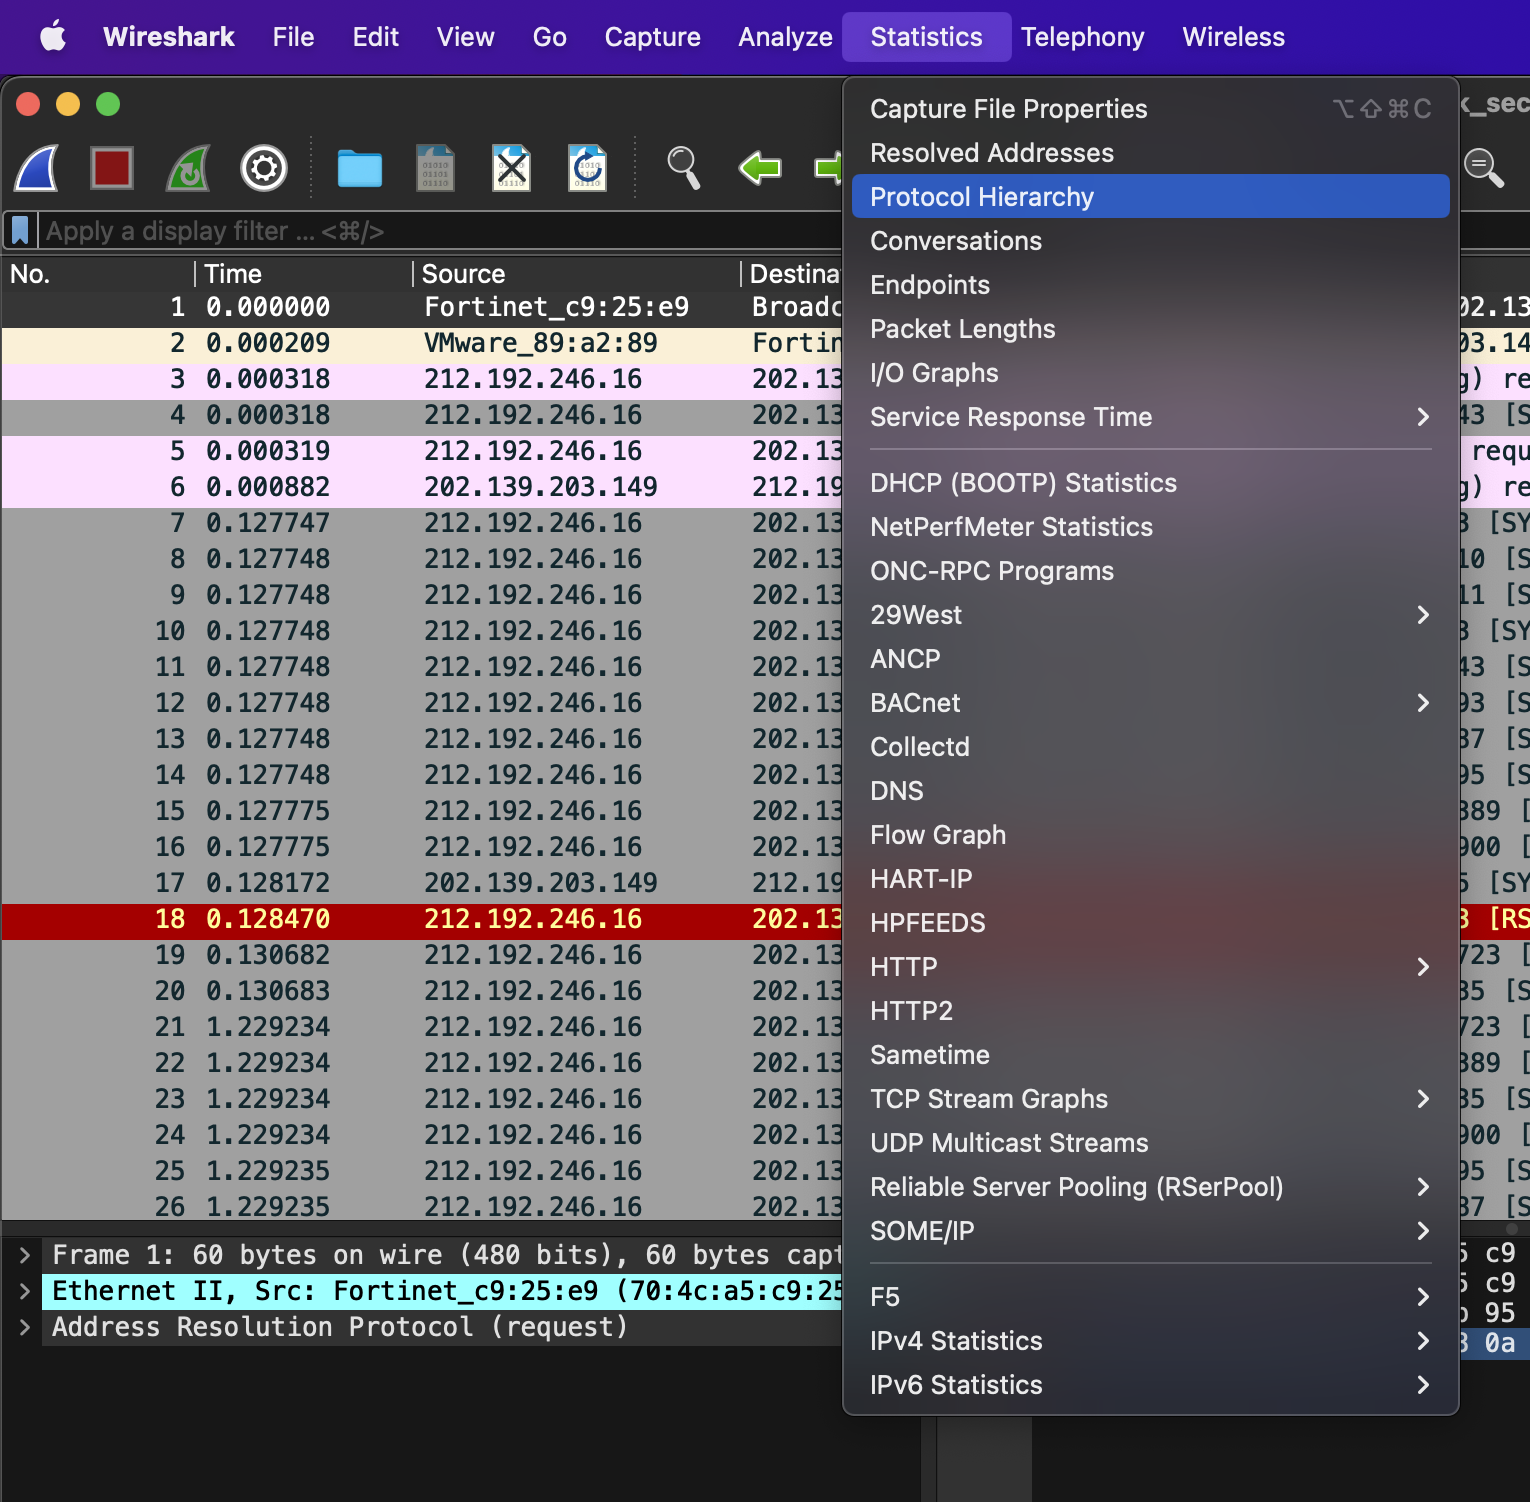 Wireshark File Edit View Go Capture Analyze Statistics Telephony Wireless
Capture File Properties ⌥⇧⌘C
k_sec
Resolved Addresses
Protocol Hierarchy
Apply a display filter ... <⌘/>
Conversations
Endpoints
Packet Lengths
I/O Graphs
Service Response Time
DHCP (BOOTP) Statistics
NetPerfMeter Statistics
ONC-RPC Programs
29West
ANCP
BACnet
Collectd
DNS
Flow Graph
HART-IP
HPFEEDS
HTTP
HTTP2
Sametime
TCP Stream Graphs
UDP Multicast Streams
Reliable Server Pooling (RSerPool)
SOME/IP
F5
IPv4 Statistics
IPv6 Statistics
No. Time Source Destina
1 0.000000 Fortinet_c9:25:e9 Broadc 02.13
2 0.000209 VMware_89:a2:89 Fortin 03.14
3 0.000318 212.192.246.16 202.13 g) re
4 0.000318 212.192.246.16 202.13 43 [S
5 0.000319 212.192.246.16 202.13 requ
6 0.000882 202.139.203.149 212.19 g) re
7 0.127747 212.192.246.16 202.13 3 [SY
8 0.127748 212.192.246.16 202.13 10 [S
9 0.127748 212.192.246.16 202.13 11 [S
10 0.127748 212.192.246.16 202.13 3 [SY
11 0.127748 212.192.246.16 202.13 43 [S
12 0.127748 212.192.246.16 202.13 93 [S
13 0.127748 212.192.246.16 202.13 87 [S
14 0.127748 212.192.246.16 202.13 95 [S
15 0.127775 212.192.246.16 202.13 389 [
16 0.127775 212.192.246.16 202.13 900 [
17 0.128172 202.139.203.149 212.19 5 [SY
18 0.128470 212.192.246.16 202.13 3 [RS
19 0.130682 212.192.246.16 202.13 723 [
20 0.130683 212.192.246.16 202.13 35 [S
21 1.229234 212.192.246.16 202.13 723 [
22 1.229234 212.192.246.16 202.13 389 [
23 1.229234 212.192.246.16 202.13 35 [S
24 1.229234 212.192.246.16 202.13 900 [
25 1.229235 212.192.246.16 202.13 95 [S
26 1.229235 212.192.246.16 202.13 87 [S
Frame 1: 60 bytes on wire (480 bits), 60 bytes capt
Ethernet II, Src: Fortinet_c9:25:e9 (70:4c:a5:c9:25
Address Resolution Protocol (request)
c9
c9
95
0a